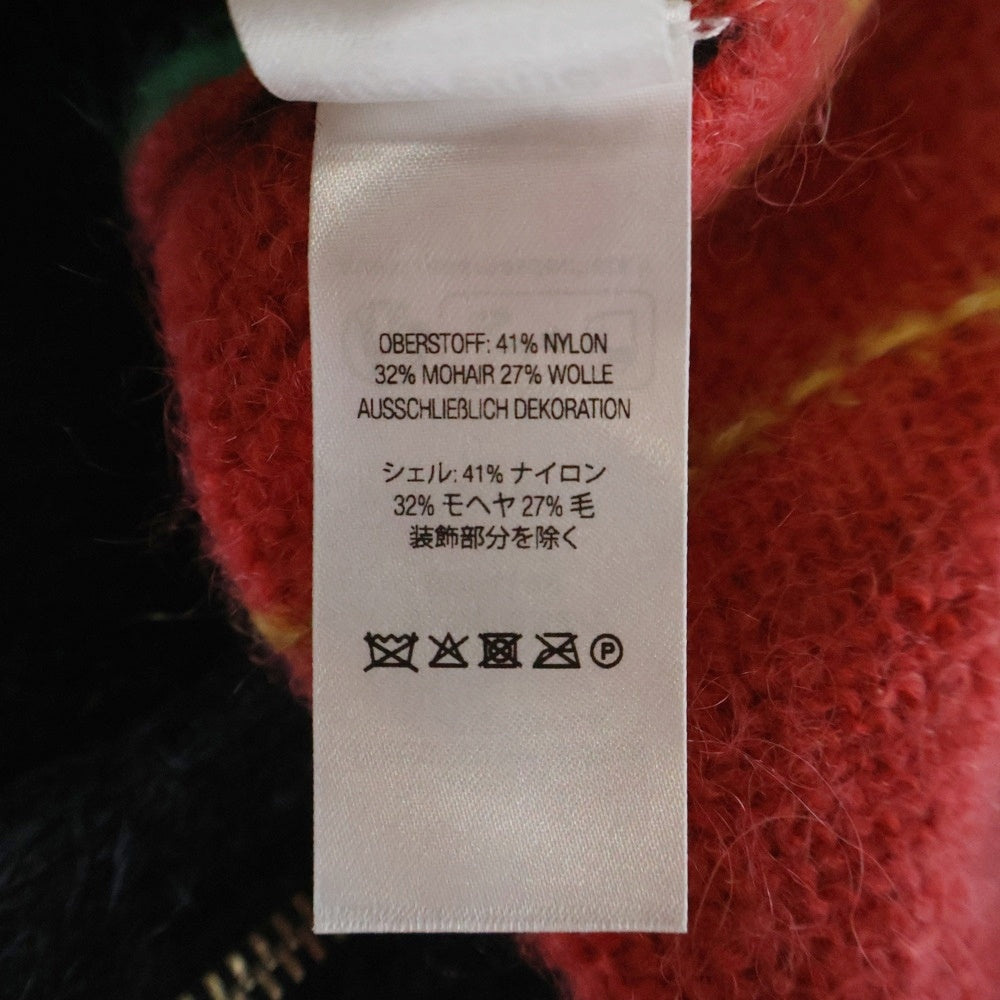 OBERSTOFF: 41% NYLON
32% MOHAIR 27% WOLLE
AUSSCHLIEßLICH DEKORATION
シェル: 41% ナイロン
32% モヘヤ 27% 毛
装飾部分を除く
P